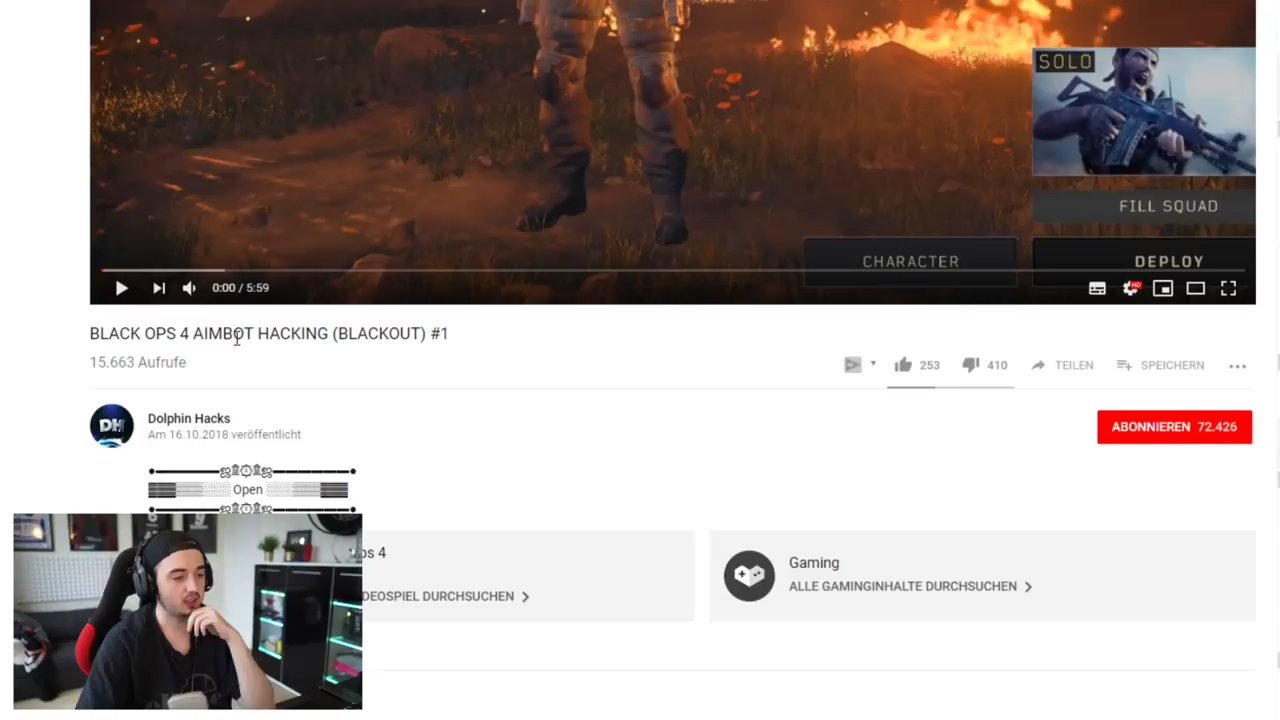 SOLO
FILL SQUAD
CHARACTER
DEPLOY
0:00 / 5:59
HD
BLACK OPS 4 AIMBOT HACKING (BLACKOUT) #1
15.663 Aufrufe
253
410
TEILEN
SPEICHERN
DH
Dolphin Hacks
Am 16.10.2018 veröffentlicht
ABONNIEREN 72.426
Open
ps 4
DEOSPIEL DURCHSUCHEN
Gaming
ALLE GAMINGINHALTE DURCHSUCHEN